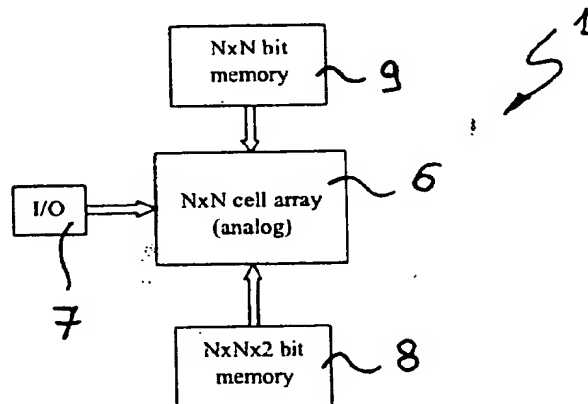 1
NxN bit
memory
9
NxN cell array
(analog)
6
I/O
7
NxNx2 bit
memory
8